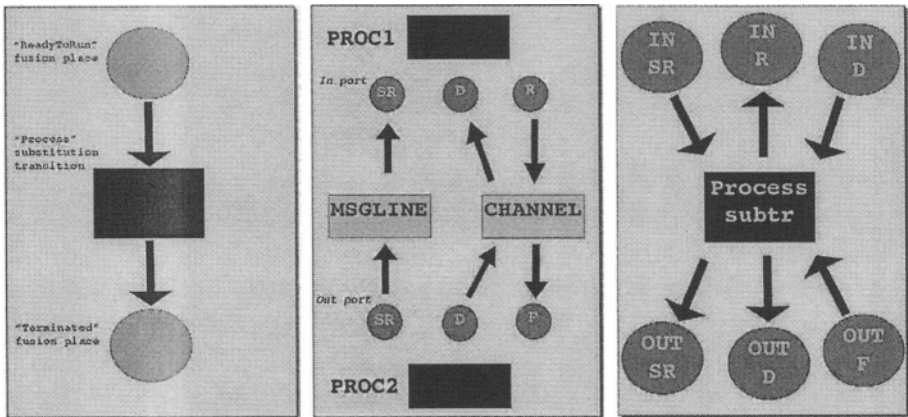 "ReadyToRun"
fusion place
"Process"
substitution
transition
"Terminated"
fusion place
PROC1
In port
SR
D
R
MSGLINE
CHANNEL
Out port
SR
D
F
PROC2
IN
SR
IN
R
IN
D
Process
subtr
OUT
SR
OUT
D
OUT
F